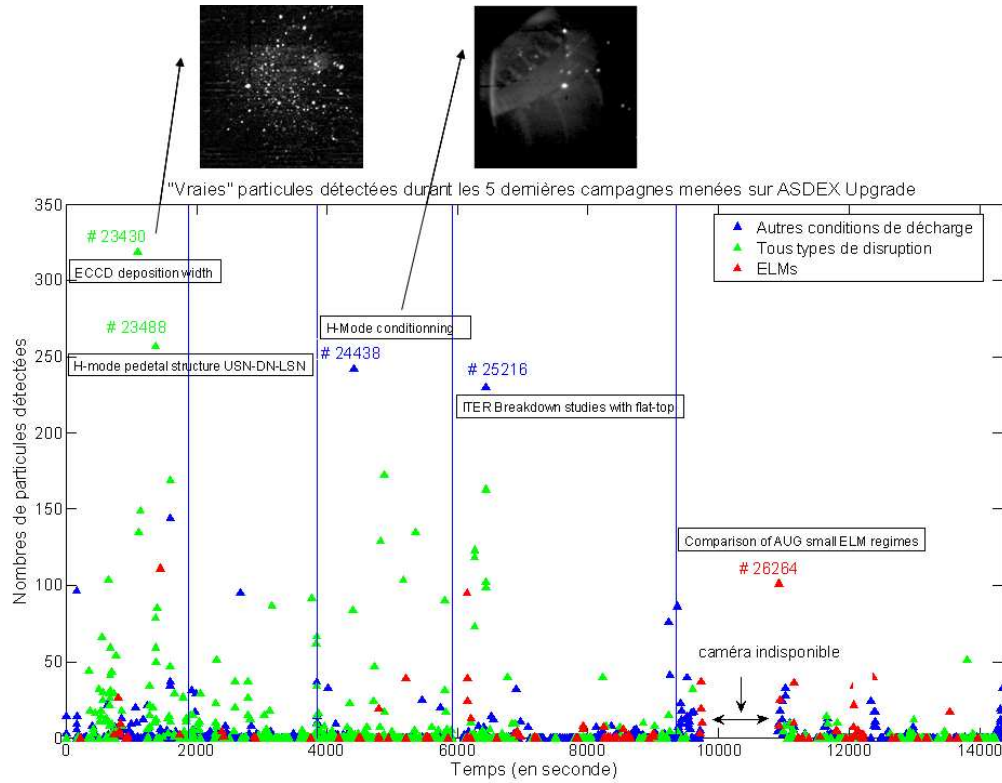 "Vraies" particules détectées durant les 5 dernières campagnes menées sur ASDEX Upgrade
350
300
250
200
150
100
50
0
Nombres de particules détectées
# 23430
ECCD deposition width
# 23488
H-mode pedetal structure USN-DN-LSN
H-Mode conditionning
# 24438
# 25216
ITER Breakdown studies with flat-top
Autres conditions de décharge
Tous types de disruption
ELMs
Comparison of AUG small ELM regimes
# 26264
caméra indisponible
0
2000
4000
6000
8000
10000
12000
14000
Temps (en seconde)